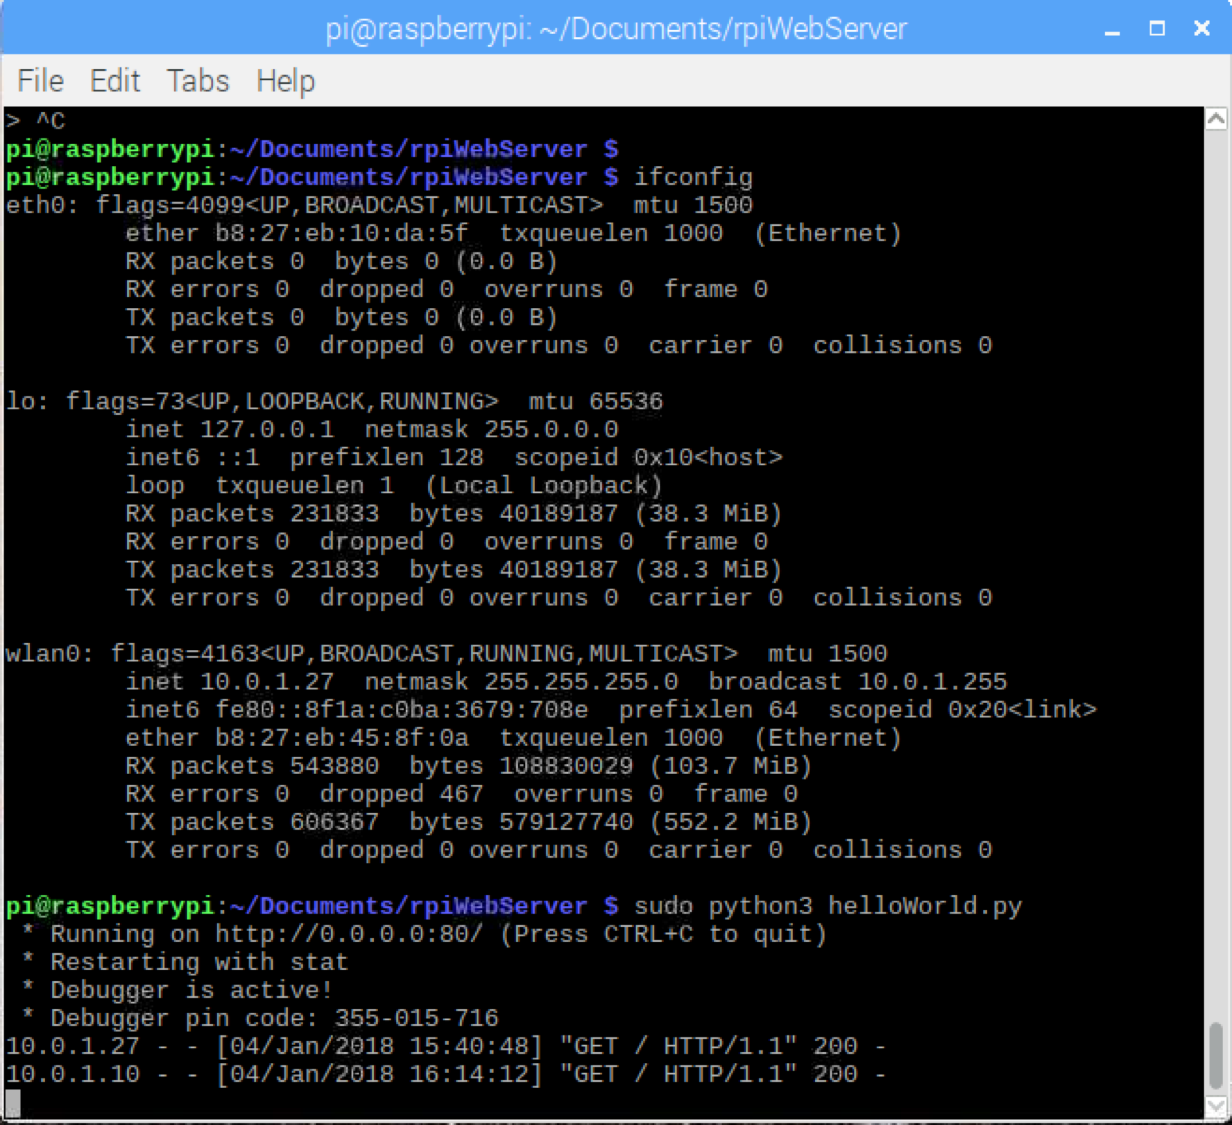 pi@raspberrypi: ~/Documents/rpiWebServer
File Edit Tabs Help
> ^C
pi@raspberrypi:~/Documents/rpiWebServer $
pi@raspberrypi:~/Documents/rpiWebServer $ ifconfig
eth0: flags=4099<UP,BROADCAST,MULTICAST>  mtu 1500
        ether b8:27:eb:10:da:5f  txqueuelen 1000  (Ethernet)
        RX packets 0  bytes 0 (0.0 B)
        RX errors 0  dropped 0  overruns 0  frame 0
        TX packets 0  bytes 0 (0.0 B)
        TX errors 0  dropped 0 overruns 0  carrier 0  collisions 0
lo: flags=73<UP,LOOPBACK,RUNNING>  mtu 65536
        inet 127.0.0.1  netmask 255.0.0.0
        inet6 ::1  prefixlen 128  scopeid 0x10<host>
        loop  txqueuelen 1  (Local Loopback)
        RX packets 231833  bytes 40189187 (38.3 MiB)
        RX errors 0  dropped 0  overruns 0  frame 0
        TX packets 231833  bytes 40189187 (38.3 MiB)
        TX errors 0  dropped 0 overruns 0  carrier 0  collisions 0
wlan0: flags=4163<UP,BROADCAST,RUNNING,MULTICAST>  mtu 1500
        inet 10.0.1.27  netmask 255.255.255.0  broadcast 10.0.1.255
        inet6 fe80::8f1a:c0ba:3679:708e  prefixlen 64  scopeid 0x20<link>
        ether b8:27:eb:45:8f:0a  txqueuelen 1000  (Ethernet)
        RX packets 543880  bytes 108830029 (103.7 MiB)
        RX errors 0  dropped 467  overruns 0  frame 0
        TX packets 606367  bytes 579127740 (552.2 MiB)
        TX errors 0  dropped 0 overruns 0  carrier 0  collisions 0
pi@raspberrypi:~/Documents/rpiWebServer $ sudo python3 helloWorld.py
 * Running on http://0.0.0.0:80/ (Press CTRL+C to quit)
 * Restarting with stat
 * Debugger is active!
 * Debugger pin code: 355-015-716
10.0.1.27 - - [04/Jan/2018 15:40:48] "GET / HTTP/1.1" 200 -
10.0.1.10 - - [04/Jan/2018 16:14:12] "GET / HTTP/1.1" 200 -